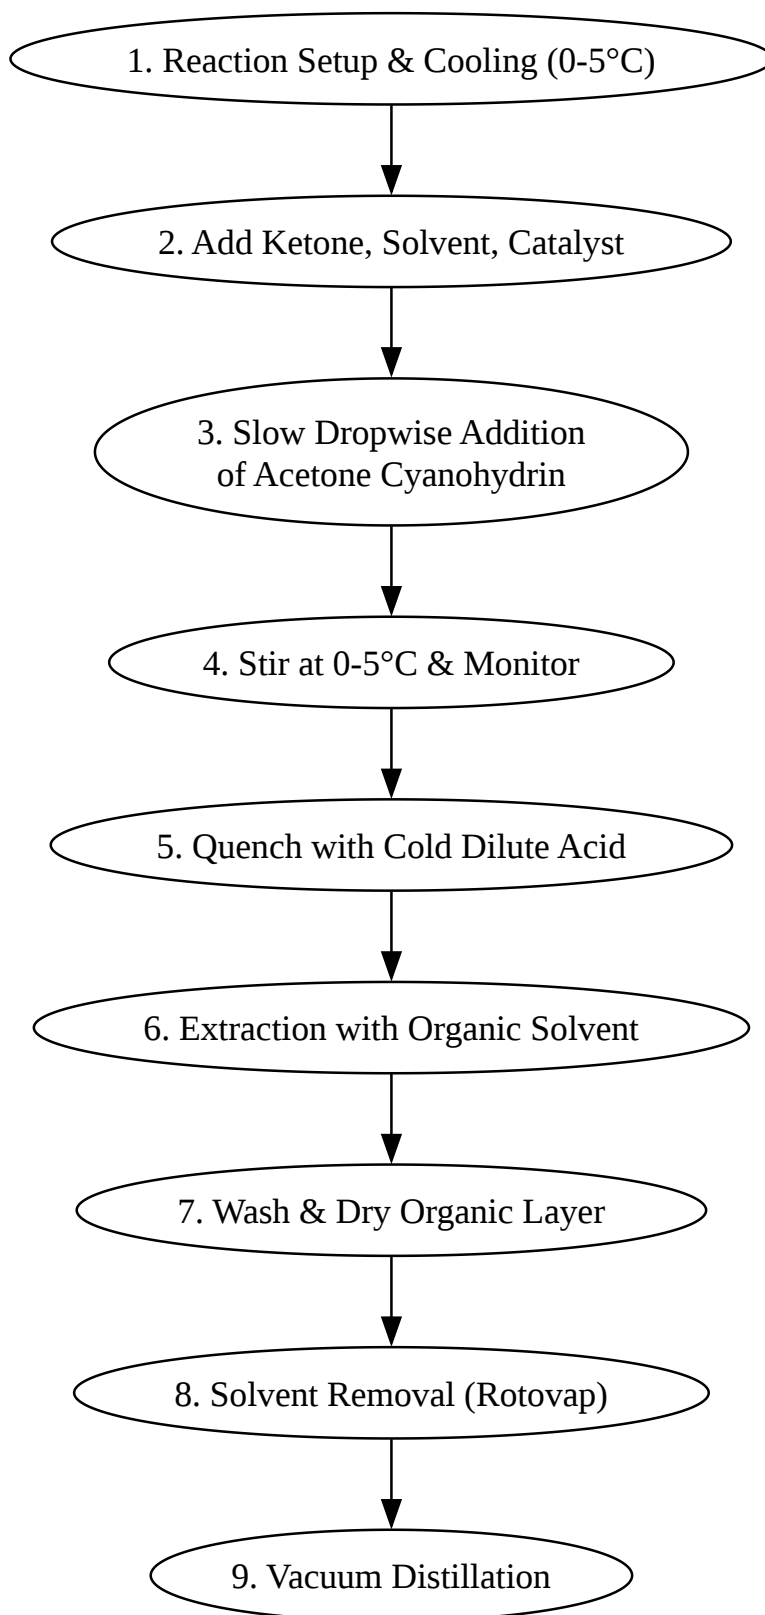 1. Reaction Setup & Cooling (0-5°C)
2. Add Ketone, Solvent, Catalyst
3. Slow Dropwise Addition
of Acetone Cyanohydrin
4. Stir at 0-5°C & Monitor
5. Quench with Cold Dilute Acid
6. Extraction with Organic Solvent
7. Wash & Dry Organic Layer
8. Solvent Removal (Rotovap)
9. Vacuum Distillation